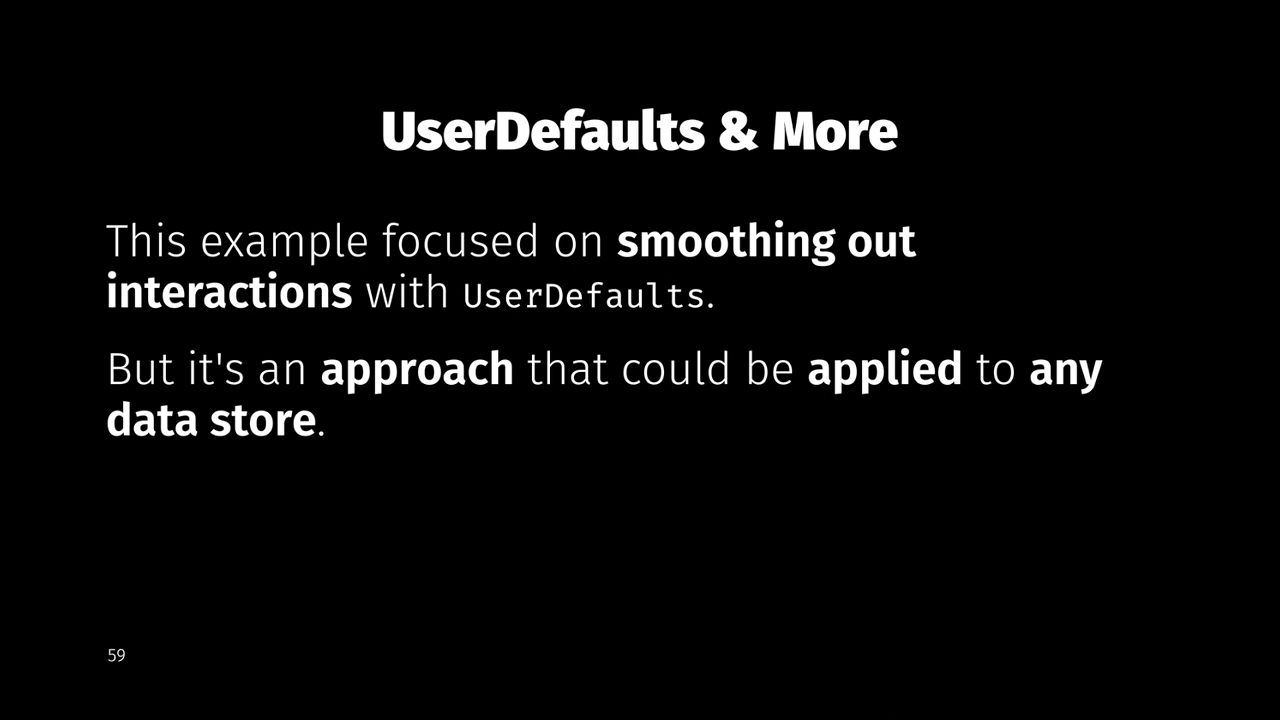 UserDefaults & More
This example focused on smoothing out
interactions with UserDefaults.
But it's an approach that could be applied to any
data store.
59